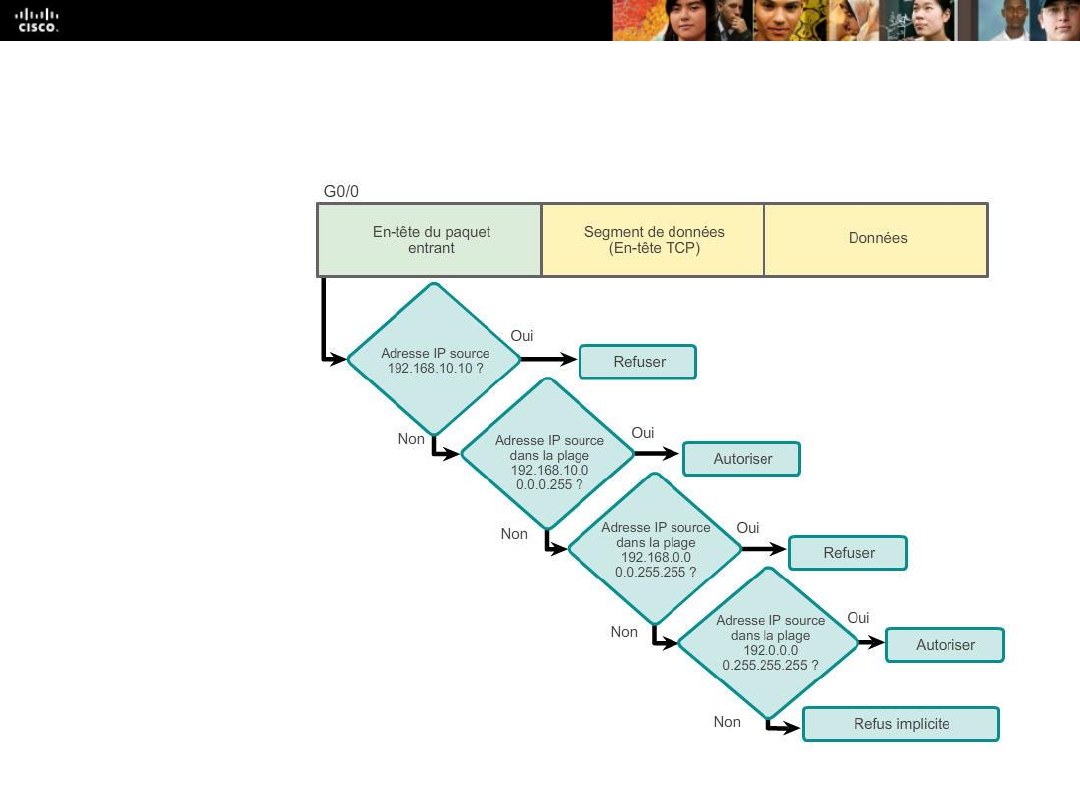 CISCO.
G0/0
En-tête du paquet
entrant
Segment de données
(En-tête TCP)
Données
Adresse IP source
192.168.10.10 ?
Oui
Refuser
Non
Adresse IP source
dans la plage
192.168.10.0
0.0.0.255 ?
Oui
Autoriser
Non
Adresse IP source
dans la plage
192.168.0.0
0.0.255.255 ?
Oui
Refuser
Non
Adresse IP source
dans la plage
192.0.0.0
0.255.255.255 ?
Oui
Autoriser
Non
Refus implicite